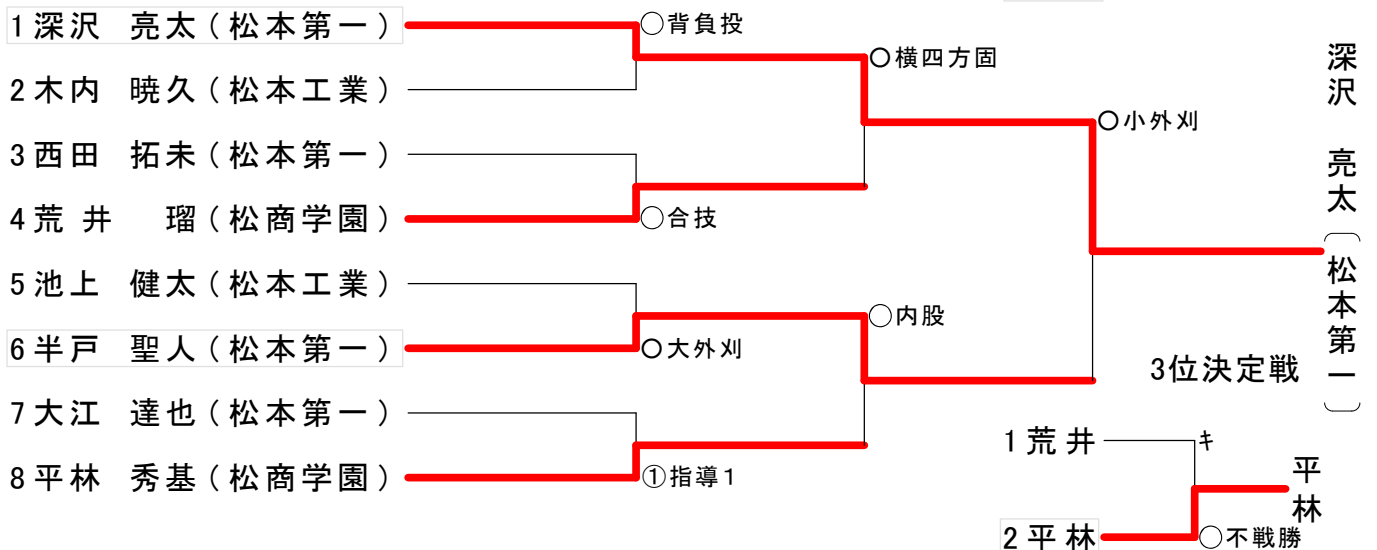 1 深沢　亮太 ( 松本第一 )
○背負投
2 木内　暁久 ( 松本工業 )
○横四方固
3 西田　拓未 ( 松本第一 )
○小外刈
4 荒井　瑠 ( 松商学園 )
○合技
5 池上　健太 ( 松本工業 )
○内股
6 半戸　聖人 ( 松本第一 )
○大外刈
7 大江　達也 ( 松本第一 )
8 平林　秀基 ( 松商学園 )
①指導1
深沢　亮太（松本第一）
3位決定戦
1 荒井
キ
2 平林
○不戦勝
平林